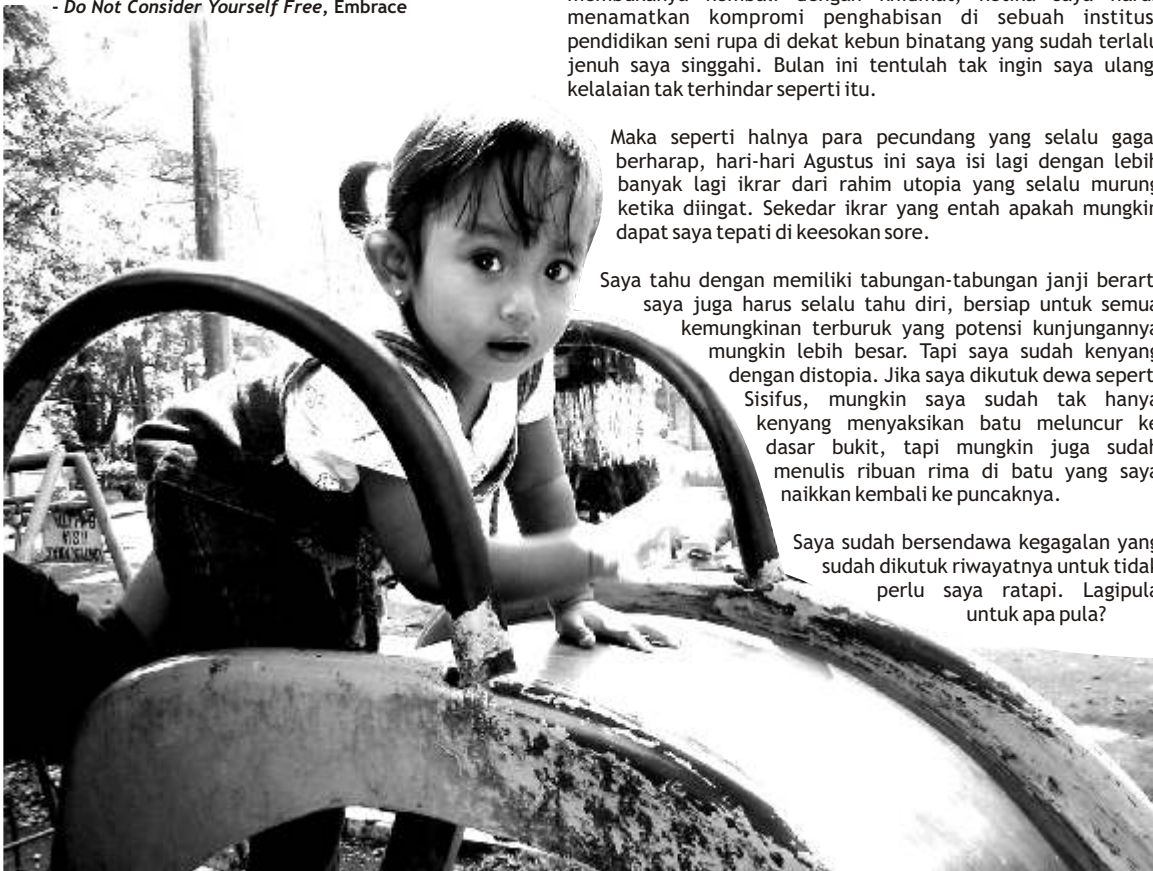 - Do Not Consider Yourself Free, Embrace
membukanya kembali dengan khidmat, ketika saya harus
menamatkan kompromi penghabisan di sebuah institus
pendidikan seni rupa di dekat kebun binatang yang sudah terlalu
jenuh saya singgahi. Bulan ini tentulah tak ingin saya ulang
kelalaian tak terhindar seperti itu.
Maka seperti halnya para pecundang yang selalu gaga
berharap, hari-hari Agustus ini saya isi lagi dengan lebih
banyak lagi ikrar dari rahim utopia yang selalu murung
ketika diingat. Sekedar ikrar yang entah apakah mungkin
dapat saya tepati di keesokan sore.
Saya tahu dengan memiliki tabungan-tabungan janji berart
saya juga harus selalu tahu diri, bersiap untuk semua
kemungkinan terburuk yang potensi kunjungannya
mungkin lebih besar. Tapi saya sudah kenyang
dengan distopia. Jika saya dikutuk dewa sepert
Sisifus, mungkin saya sudah tak hanya
kenyang menyaksikan batu meluncur ke
dasar bukit, tapi mungkin juga sudah
menulis ribuan rima di batu yang saya
naikkan kembali ke puncaknya.
Saya sudah bersendawa kegagalan yang
sudah dikutuk riwayatnya untuk tidak
perlu saya ratapi. Lagipula
untuk apa pula?